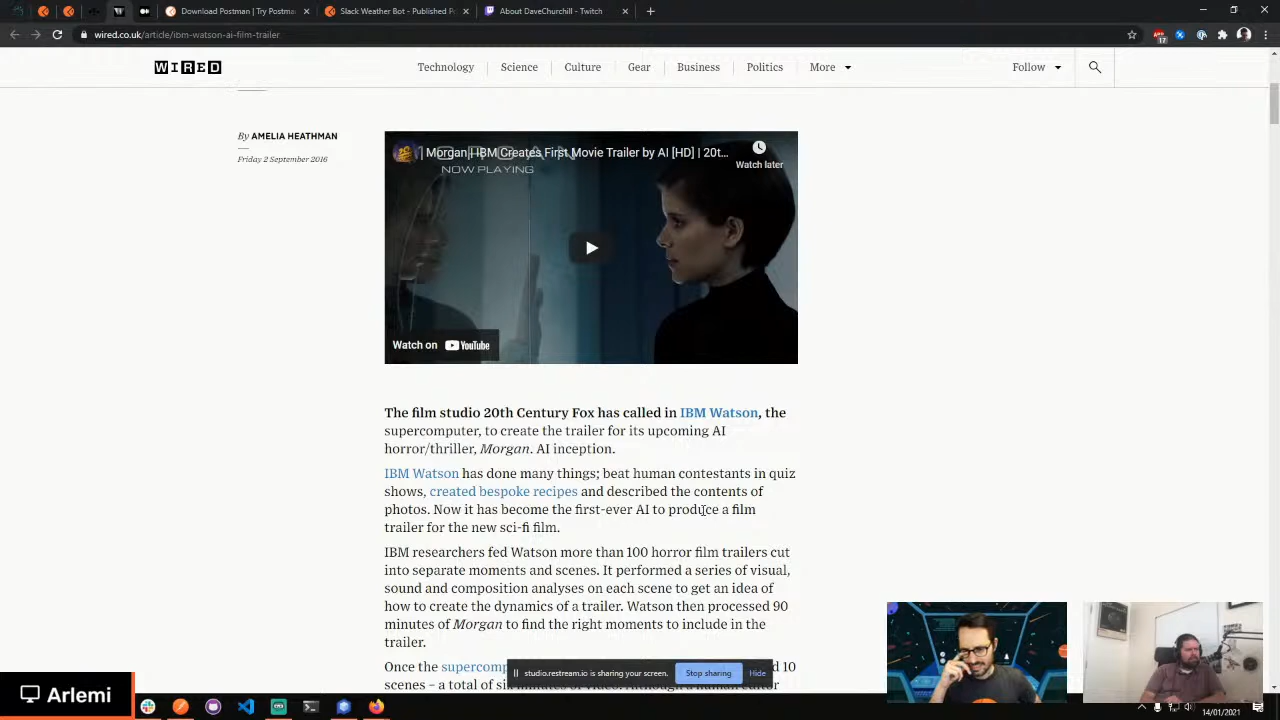 Download Postman | Try Postma
Slack Weather Bot - Publishec
About DaveChurchill - Twitch
wired.co.uk/article/ibm-watson-ai-film-trailer
17
WIRED
Technology
Science
Culture
Gear
Business
Politics
More
Follow
By AMELIA HEATHMAN
Friday 2 September 2016
Morgan | IBM Creates First Movie Trailer by AI [HD] | 20t...
Watch later
NOW PLAYING
Watch on YouTube
The film studio 20th Century Fox has called in IBM Watson, the
supercomputer, to create the trailer for its upcoming AI
horror/thriller, Morgan. AI inception.
IBM Watson has done many things; beat human contestants in quiz
shows, created bespoke recipes and described the contents of
photos. Now it has become the first-ever AI to produce a film
trailer for the new sci-fi film.
IBM researchers fed Watson more than 100 horror film trailers cut
into separate moments and scenes. It performed a series of visual,
sound and composition analyses on each scene to get an idea of
how to create the dynamics of a trailer. Watson then processed 90
minutes of Morgan to find the right moments to include in the
trailer.
Once the supercomp
d 10
studio.restream.io is sharing your screen.
Stop sharing
Hide
scenes – a total of six minutes of video. Although a human editor
Arlemi
14/01/2021